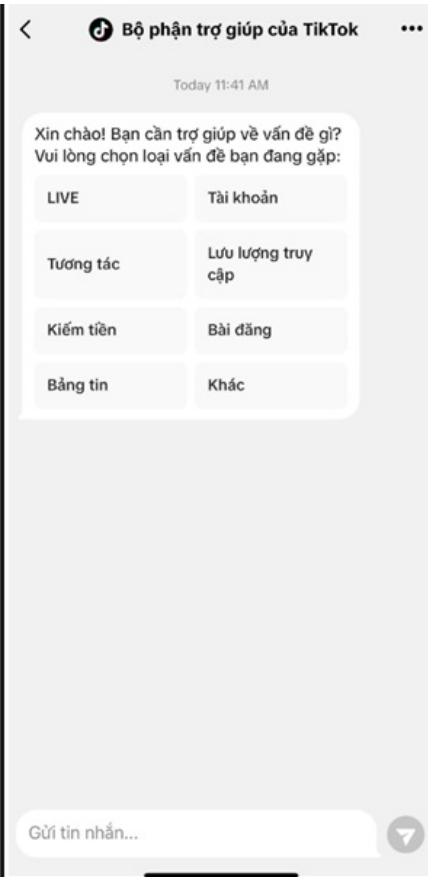 Bộ phận trợ giúp của TikTok
Today 11:41 AM
Xin chào! Bạn cần trợ giúp về vấn đề gì?
Vui lòng chọn loại vấn đề bạn đang gặp:
LIVE
Tài khoản
Tương tác
Lưu lượng truy
cập
Kiếm tiền
Bài đăng
Bảng tin
Khác
Gửi tin nhắn...